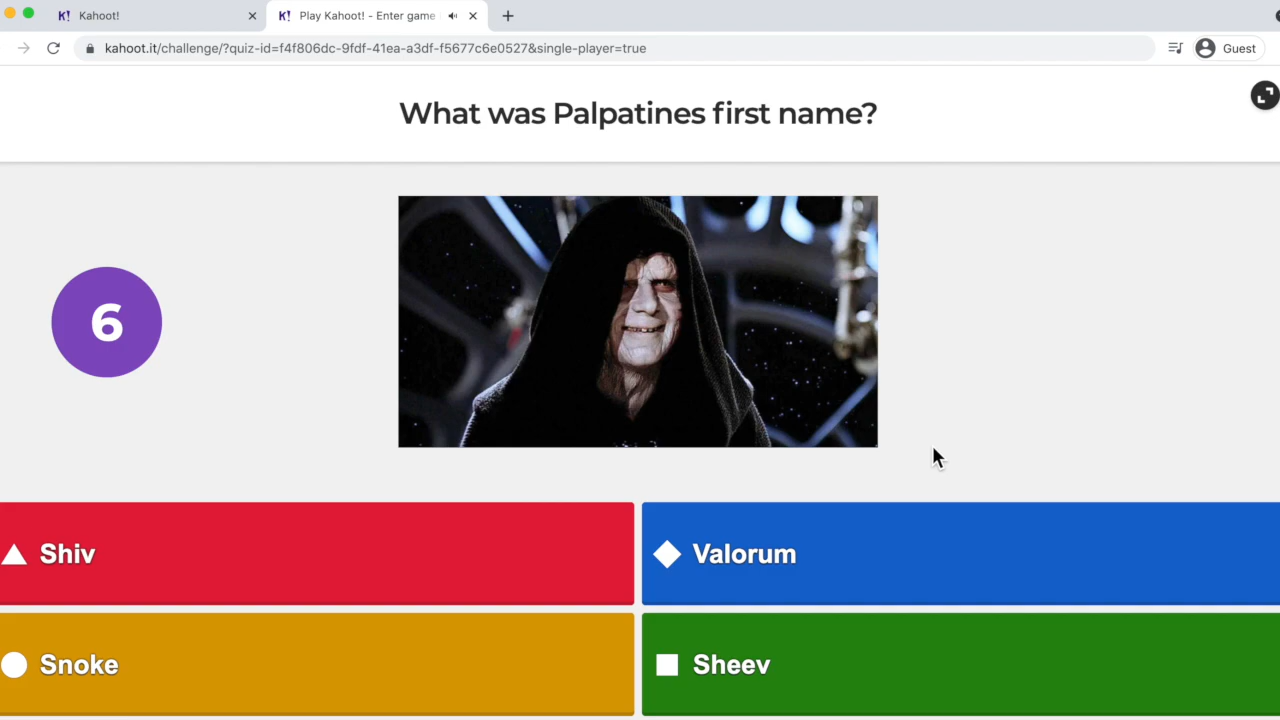 K! Kahoot!
K! Play Kahoot! - Enter game
kahoot.it/challenge/?quiz-id=f4f806dc-9fdf-41ea-a3df-f5677c6e0527&single-player=true
Guest
What was Palpatines first name?
6
Shiv
Valorum
Snoke
Sheev